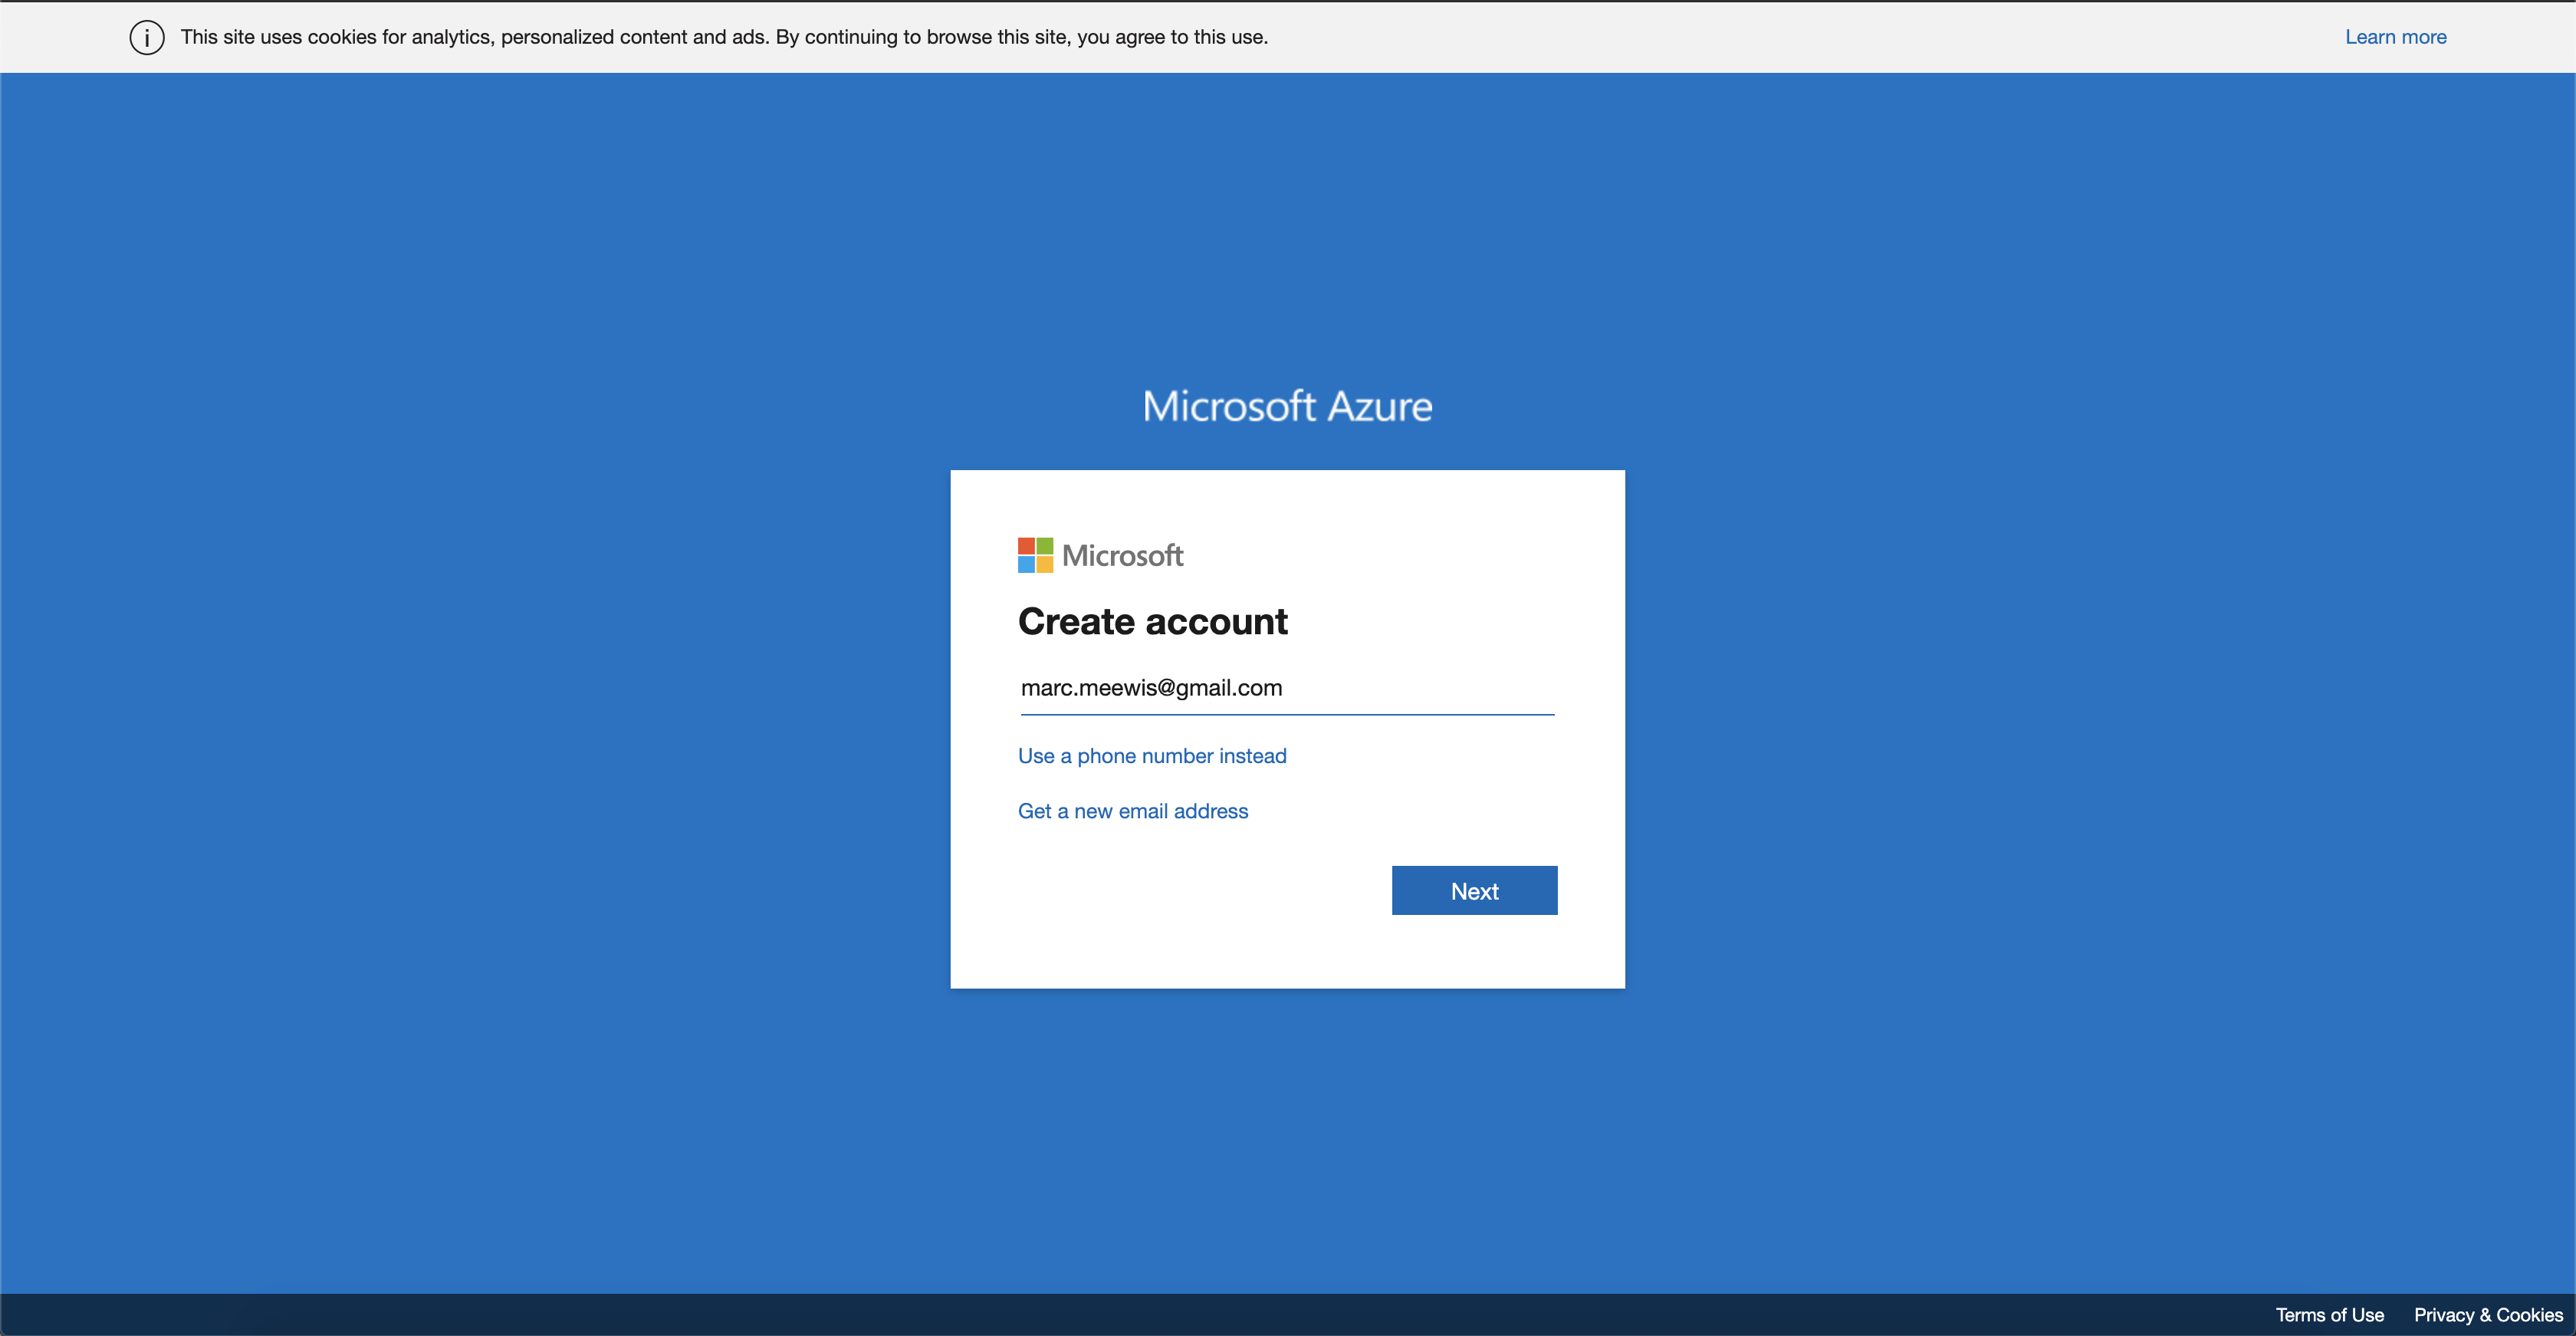 This site uses cookies for analytics, personalized content and ads. By continuing to browse this site, you agree to this use.
Learn more
Microsoft Azure
Microsoft
Create account
marc.meewis@gmail.com
Use a phone number instead
Get a new email address
Next
Terms of Use
Privacy & Cookies